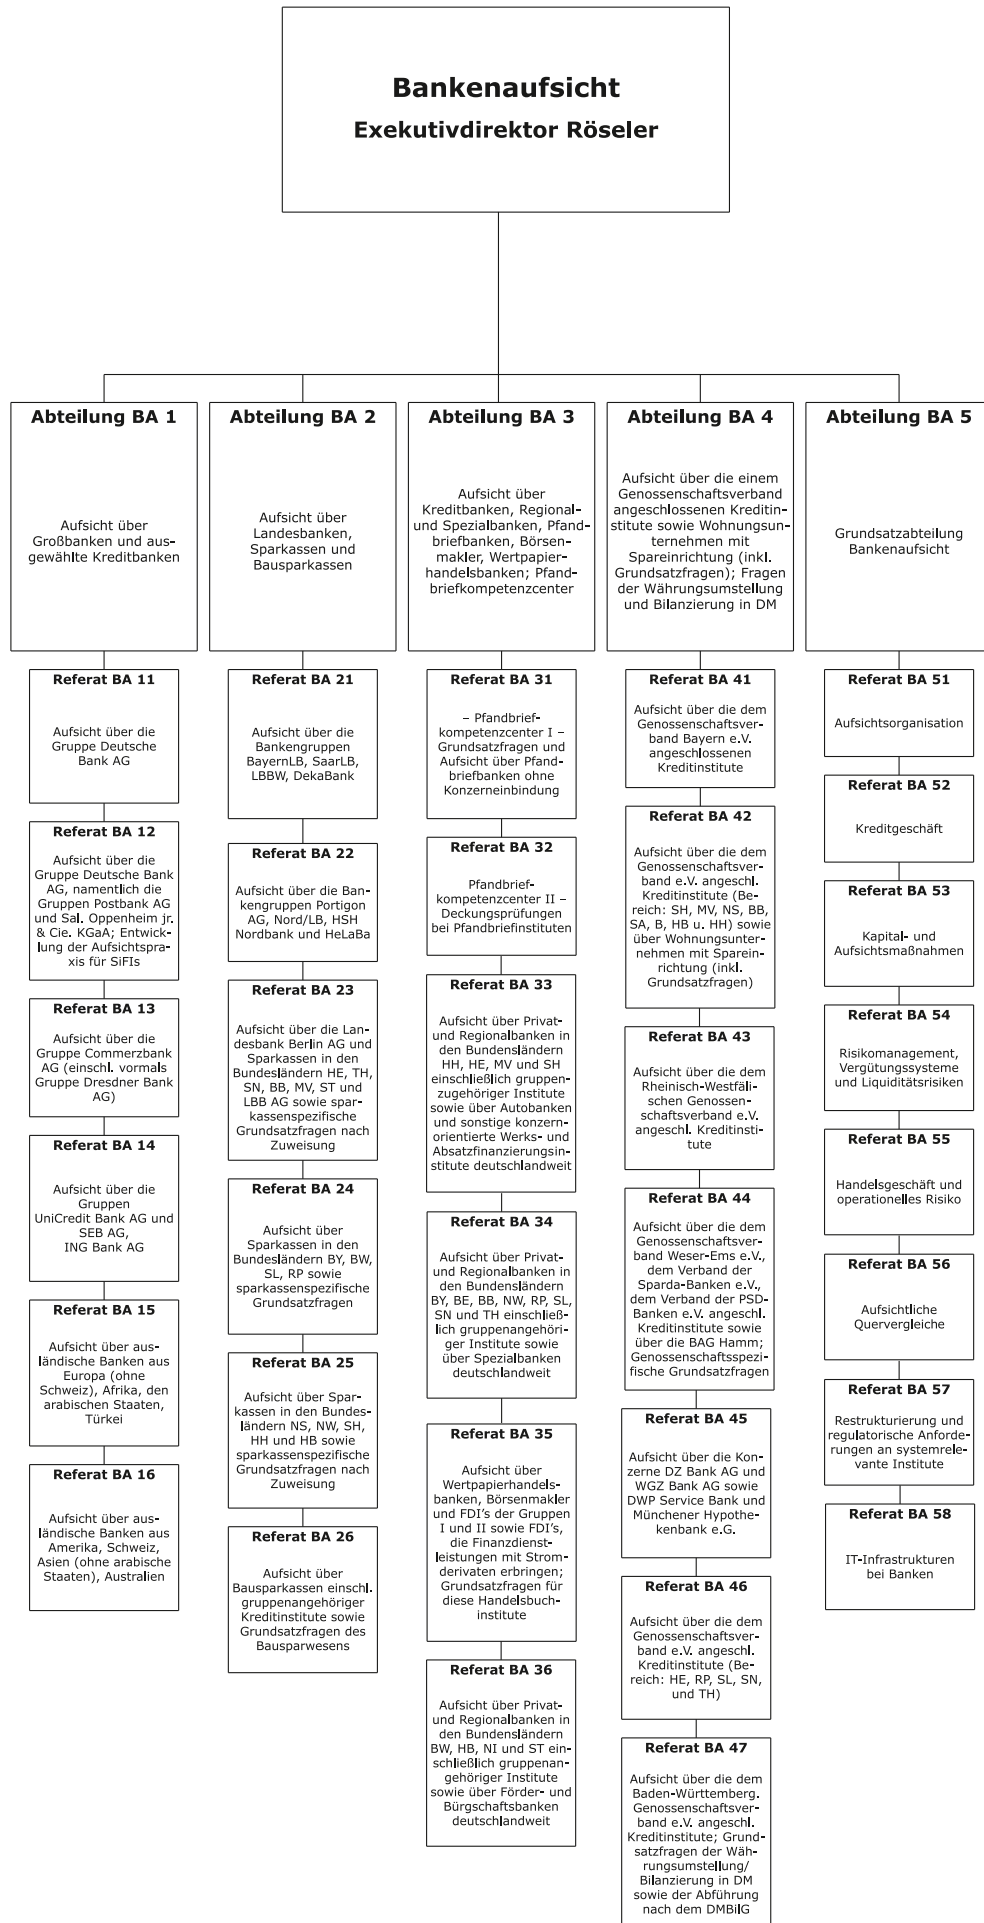 Bankenaufsicht
Exekutivdirektor Röseler
Abteilung BA 1
Aufsicht über
Großbanken und aus-
gewählte Kreditbanken
Referat BA 11
Aufsicht über die
Gruppe Deutsche
Bank AG
Referat BA 12
Aufsicht über die
Gruppe Deutsche Bank
AG, namentlich die
Gruppen Postbank AG
und Sal. Oppenheim jr.
& Cie. KGaA; Entwick-
lung der Aufsichtspra-
xis für SiFIs
Referat BA 13
Aufsicht über die
Gruppe Commerzbank
AG (einschl. vormals
Gruppe Dresdner Bank
AG)
Referat BA 14
Aufsicht über die
Gruppen
UniCredit Bank AG und
SEB AG,
ING Bank AG
Referat BA 15
Aufsicht über aus-
ländische Banken aus
Europa (ohne
Schweiz), Afrika, den
arabischen Staaten,
Türkei
Referat BA 16
Aufsicht über aus-
ländische Banken aus
Amerika, Schweiz,
Asien (ohne arabische
Staaten), Australien
Abteilung BA 2
Aufsicht über
Landesbanken,
Sparkassen und
Bausparkassen
Referat BA 21
Aufsicht über die
Bankengruppen
BayernLB, SaarLB,
LBBW, DekaBank
Referat BA 22
Aufsicht über die Ban-
kengruppen Portigon
AG, Nord/LB, HSH
Nordbank und HeLaBa
Referat BA 23
Aufsicht über die Lan-
desbank Berlin AG und
Sparkassen in den
Bundesländern HE, TH,
SN, BB, MV, ST und
LBB AG sowie spar-
kassenspezifische
Grundsatzfragen nach
Zuweisung
Referat BA 24
Aufsicht über
Sparkassen in den
Bundesländern BY, BW,
SL, RP sowie
sparkassenspezifische
Grundsatzfragen
Referat BA 25
Aufsicht über Spar-
kassen in den Bundes-
ländern NS, NW, SH,
HH und HB sowie
sparkassenspezifische
Grundsatzfragen nach
Zuweisung
Referat BA 26
Aufsicht über
Bausparkassen einschl.
gruppenangehöriger
Kreditinstitute sowie
Grundsatzfragen des
Bausparwesens
Abteilung BA 3
Aufsicht über
Kreditbanken, Regional-
und Spezialbanken, Pfand-
briefbanken, Börsen-
makler, Wertpapier-
handelsbanken; Pfand-
briefkompetenzcenter
Referat BA 31
– Pfandbrief-
kompetenzcenter I –
Grundsatzfragen und
Aufsicht über Pfand-
briefbanken ohne
Konzerneinbindung
Referat BA 32
Pfandbrief-
kompetenzcenter II –
Deckungsprüfungen
bei Pfandbriefinstituten
Referat BA 33
Aufsicht über Privat-
und Regionalbanken in
den Bundensländern
HH, HE, MV und SH
einschließlich gruppen-
zugehöriger Institute
sowie über Autobanken
und sonstige konzern-
orientierte Werks- und
Absatzfinanzierungsin-
stitute deutschlandweit
Referat BA 34
Aufsicht über Privat-
und Regionalbanken in
den Bundensländern
BY, BE, BB, NW, RP, SL,
SN und TH einschließ-
lich gruppenangehöri-
ger Institute sowie
über Spezialbanken
deutschlandweit
Referat BA 35
Aufsicht über
Wertpapierhandels-
banken, Börsenmakler
und FDI’s der Gruppen
I und II sowie FDI’s,
die Finanzdienst-
leistungen mit Strom-
derivaten erbringen;
Grundsatzfragen für
diese Handelsbuch-
institute
Referat BA 36
Aufsicht über Privat-
und Regionalbanken in
den Bundensländern
BW, HB, NI und ST ein-
schließlich gruppenan-
gehöriger Institute
sowie über Förder- und
Bürgschaftsbanken
deutschlandweit
Abteilung BA 4
Aufsicht über die einem
Genossenschaftsverband
angeschlossenen Kreditin-
stitute sowie Wohnungsun-
ternehmen mit
Spareinrichtung (inkl.
Grundsatzfragen); Fragen
der Währungsumstellung
und Bilanzierung in DM
Referat BA 41
Aufsicht über die dem
Genossenschaftsver-
band Bayern e.V.
angeschlossenen
Kreditinstitute
Referat BA 42
Aufsicht über die dem
Genossenschaftsver-
band e.V. angeschl.
Kreditinstitute (Be-
reich: SH, MV, NS, BB,
SA, B, HB u. HH) sowie
über Wohnungsunter-
nehmen mit Sparein-
richtung (inkl.
Grundsatzfragen)
Referat BA 43
Aufsicht über die dem
Rheinisch-Westfäli-
schen Genossen-
schaftsverband e.V.
angeschl. Kreditinsti-
tute
Referat BA 44
Aufsicht über die dem
Genossenschaftsver-
band Weser-Ems e.V.,
dem Verband der
Sparda-Banken e.V.,
dem Verband der PSD-
Banken e.V. angeschl.
Kreditinstitute sowie
über die BAG Hamm;
Genossenschaftsspezi-
fische Grundsatzfragen
Referat BA 45
Aufsicht über die Kon-
zerne DZ Bank AG und
WGZ Bank AG sowie
DWP Service Bank und
Münchener Hypothe-
kenbank e.G.
Referat BA 46
Aufsicht über die dem
Genossenschaftsver-
band e.V. angeschl.
Kreditinstitute (Be-
reich: HE, RP, SL, SN,
und TH)
Referat BA 47
Aufsicht über die dem
Baden-Württemberg.
Genossenschaftsver-
band e.V. angeschl.
Kreditinstitute; Grund-
satzfragen der Wäh-
rungsumstellung/
Bilanzierung in DM
sowie der Abführung
nach dem DMBilG
Abteilung BA 5
Grundsatzabteilung
Bankenaufsicht
Referat BA 51
Aufsichtsorganisation
Referat BA 52
Kreditgeschäft
Referat BA 53
Kapital- und
Aufsichtsmaßnahmen
Referat BA 54
Risikomanagement,
Vergütungssysteme
und Liquiditätsrisiken
Referat BA 55
Handelsgeschäft und
operationelles Risiko
Referat BA 56
Aufsichtliche
Quervergleiche
Referat BA 57
Restrukturierung und
regulatorische Anforde-
rungen an systemrele-
vante Institute
Referat BA 58
IT-Infrastrukturen
bei Banken